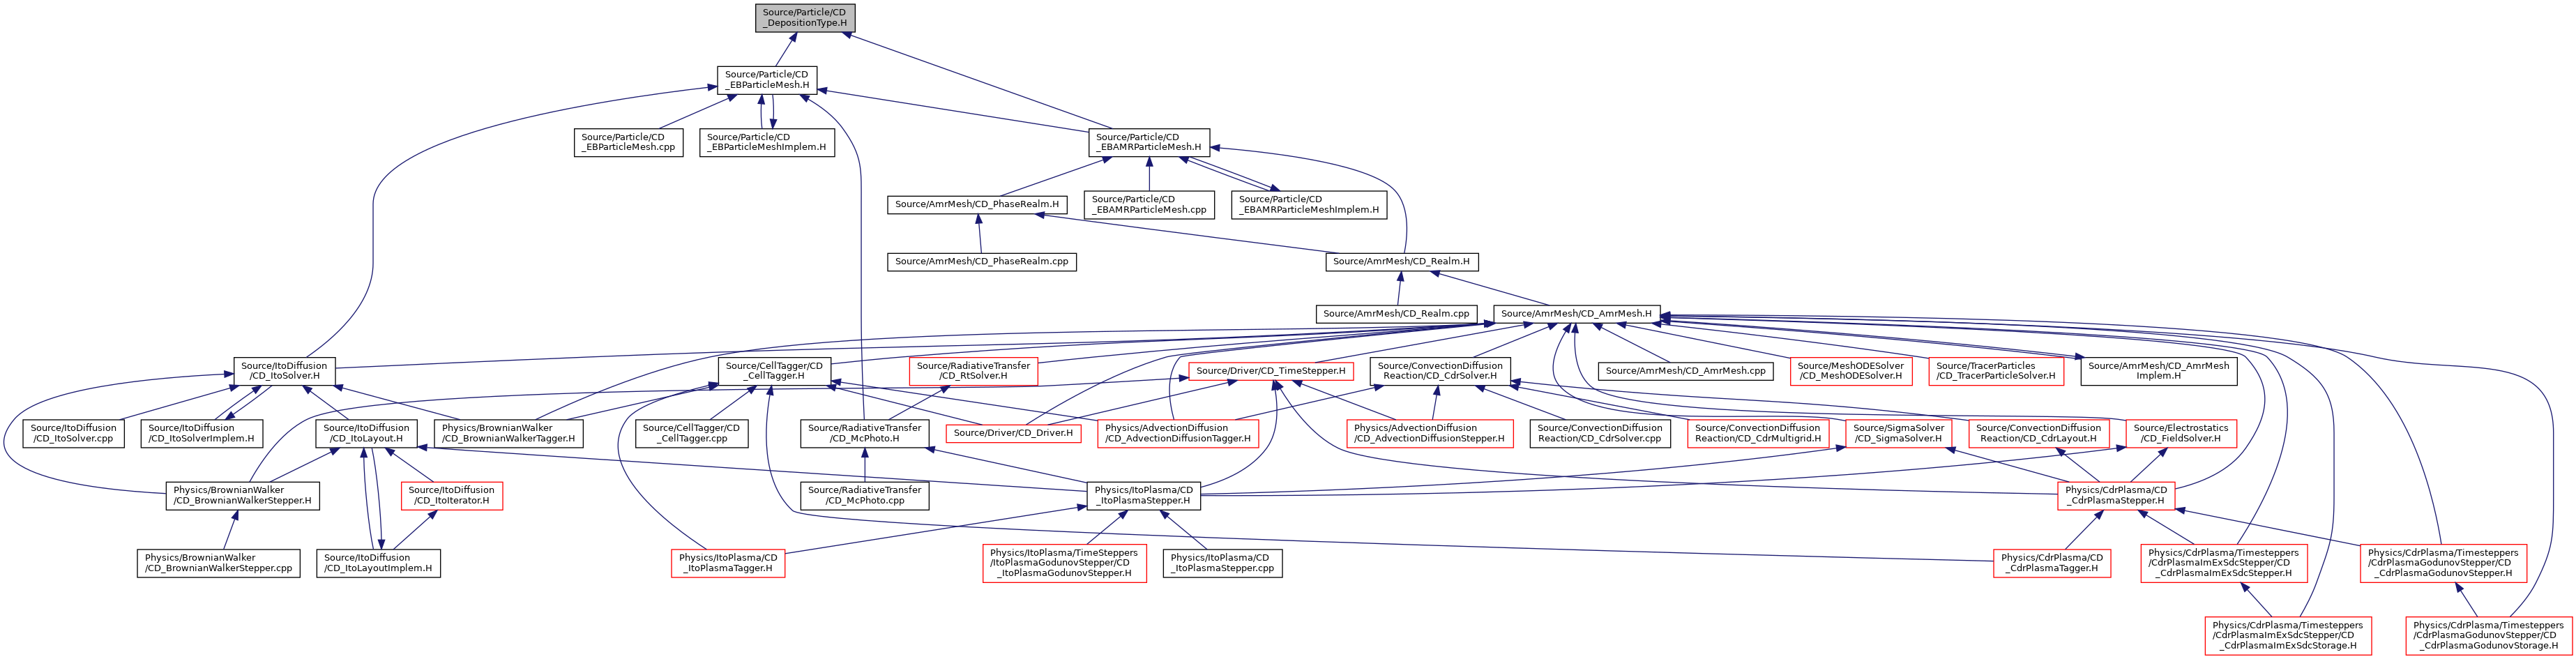 Source/Particle/CD
_DepositionType.H
Source/Particle/CD
_EBParticleMesh.H
Source/Particle/CD
_EBParticleMesh.cpp
Source/Particle/CD
_EBParticleMeshImplem.H
Source/Particle/CD
_EBAMRParticleMesh.H
Source/AmrMesh/CD_PhaseRealm.H
Source/Particle/CD
_EBAMRParticleMesh.cpp
Source/Particle/CD
_EBAMRParticleMeshImplem.H
Source/AmrMesh/CD_PhaseRealm.cpp
Source/AmrMesh/CD_Realm.H
Source/AmrMesh/CD_Realm.cpp
Source/AmrMesh/CD_AmrMesh.H
Source/ItoDiffusion
/CD_ItoSolver.H
Source/CellTagger/CD
_CellTagger.H
Source/RadiativeTransfer
/CD_RtSolver.H
Source/Driver/CD_TimeStepper.H
Source/ConvectionDiffusion
Reaction/CD_CdrSolver.H
Source/AmrMesh/CD_AmrMesh.cpp
Source/MeshODESolver
/CD_MeshODESolver.H
Source/TracerParticles
/CD_TracerParticleSolver.H
Source/AmrMesh/CD_AmrMesh
Implem.H
Source/ItoDiffusion
/CD_ItoSolver.cpp
Source/ItoDiffusion
/CD_ItoSolverImplem.H
Source/ItoDiffusion
/CD_ItoLayout.H
Physics/BrownianWalker
/CD_BrownianWalkerTagger.H
Source/CellTagger/CD
_CellTagger.cpp
Source/RadiativeTransfer
/CD_McPhoto.H
Source/Driver/CD_Driver.H
Physics/AdvectionDiffusion
/CD_AdvectionDiffusionTagger.H
Physics/AdvectionDiffusion
/CD_AdvectionDiffusionStepper.H
Source/ConvectionDiffusion
Reaction/CD_CdrSolver.cpp
Source/ConvectionDiffusion
Reaction/CD_CdrMultigrid.H
Source/SigmaSolver
/CD_SigmaSolver.H
Source/ConvectionDiffusion
Reaction/CD_CdrLayout.H
Source/Electrostatics
/CD_FieldSolver.H
Physics/BrownianWalker
/CD_BrownianWalkerStepper.H
Source/ItoDiffusion
/CD_ItoIterator.H
Source/RadiativeTransfer
/CD_McPhoto.cpp
Physics/ItoPlasma/CD
_ItoPlasmaStepper.H
Physics/CdrPlasma/CD
_CdrPlasmaStepper.H
Physics/BrownianWalker
/CD_BrownianWalkerStepper.cpp
Source/ItoDiffusion
/CD_ItoLayoutImplem.H
Physics/ItoPlasma/CD
_ItoPlasmaTagger.H
Physics/ItoPlasma/TimeSteppers
/ItoPlasmaGodunovStepper/CD
_ItoPlasmaGodunovStepper.H
Physics/ItoPlasma/CD
_ItoPlasmaStepper.cpp
Physics/CdrPlasma/CD
_CdrPlasmaTagger.H
Physics/CdrPlasma/Timesteppers
/CdrPlasmaImExSdcStepper/CD
_CdrPlasmaImExSdcStepper.H
Physics/CdrPlasma/Timesteppers
/CdrPlasmaGodunovStepper/CD
_CdrPlasmaGodunovStepper.H
Physics/CdrPlasma/Timesteppers
/CdrPlasmaImExSdcStepper/CD
_CdrPlasmaImExSdcStorage.H
Physics/CdrPlasma/Timesteppers
/CdrPlasmaGodunovStepper/CD
_CdrPlasmaGodunovStorage.H